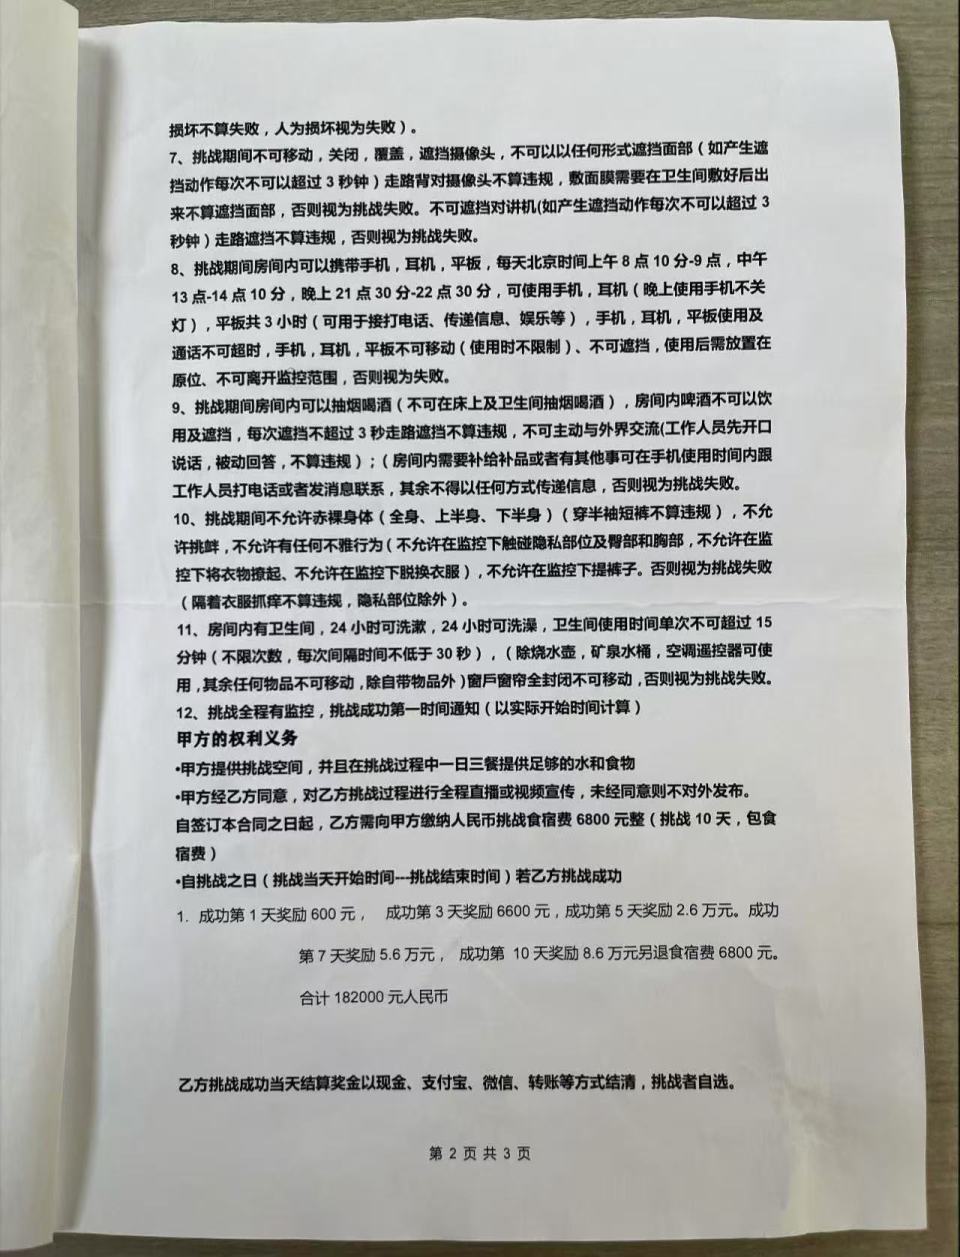 损坏不算失败，人为损坏视为失败）。
7、挑战期间不可移动，关闭，覆盖，遮挡摄像头，不可以以任何形式遮挡面部（如产生遮
挡动作每次不可以超过 3 秒钟）走路背对摄像头不算违规，敷面膜需要在卫生间敷好后出
来不算遮挡面部，否则视为挑战失败。不可遮挡对讲机(如产生遮挡动作每次不可以超过 3
秒钟）走路遮挡不算违规，否则视为挑战失败。
8、挑战期间房间内可以携带手机，耳机，平板，每天北京时间上午 8 点 10 分-9 点，中午
13 点-14 点 10 分，晚上 21 点 30 分-22 点 30 分，可使用手机，耳机（晚上使用手机不关
灯），平板共 3 小时（可用于接打电话、传递信息、娱乐等），手机，耳机，平板使用及
通话不可超时，手机，耳机，平板不可移动（使用时不限制）、不可遮挡，使用后需放置在
原位、不可离开监控范围，否则视为失败。
9、挑战期间房间内可以抽烟喝酒（不可在床上及卫生间抽烟喝酒），房间内啤酒不可以饮
用及遮挡，每次遮挡不超过 3 秒走路遮挡不算违规，不可主动与外界交流(工作人员先开口
说话，被动回答，不算违规）；（房间内需要补给补品或者有其他事可在手机使用时间内跟
工作人员打电话或者发消息联系，其余不得以任何方式传递信息，否则视为挑战失败。
10、挑战期间不允许赤裸身体（全身、上半身、下半身）（穿半袖短裤不算违规），不允
许挑衅，不允许有任何不雅行为（不允许在监控下触碰隐私部位及臀部和胸部，不允许在监
控下将衣物撩起、不允许在监控下脱换衣服），不允许在监控下提裤子。否则视为挑战失败
（隔着衣服抓痒不算违规，隐私部位除外）。
11、房间内有卫生间，24 小时可洗漱，24 小时可洗澡，卫生间使用时间单次不可超过 15
分钟（不限次数，每次间隔时间不低于 30 秒），（除烧水壶，矿泉水桶，空调遥控器可使
用，其余任何物品不可移动，除自带物品外）窗戶窗帘全封闭不可移动，否则视为挑战失败。
12、挑战全程有监控，挑战成功第一时间通知（以实际开始时间计算）
甲方的权利义务
•甲方提供挑战空间，并且在挑战过程中一日三餐提供足够的水和食物
•甲方经乙方同意，对乙方挑战过程进行全程直播或视频宣传，未经同意则不对外发布。
自签订本合同之日起，乙方需向甲方缴纳人民币挑战食宿费 6800 元整（挑战 10 天，包食
宿费）
•自挑战之日（挑战当天开始时间---挑战结束时间）若乙方挑战成功
1. 成功第 1 天奖励 600 元， 成功第 3 天奖励 6600 元，成功第 5 天奖励 2.6 万元。成功
第 7 天奖励 5.6 万元， 成功第 10 天奖励 8.6 万元另退食宿费 6800 元。
合计 182000 元人民币
乙方挑战成功当天结算奖金以现金、支付宝、微信、转账等方式结清，挑战者自选。
第 2 页 共 3 页